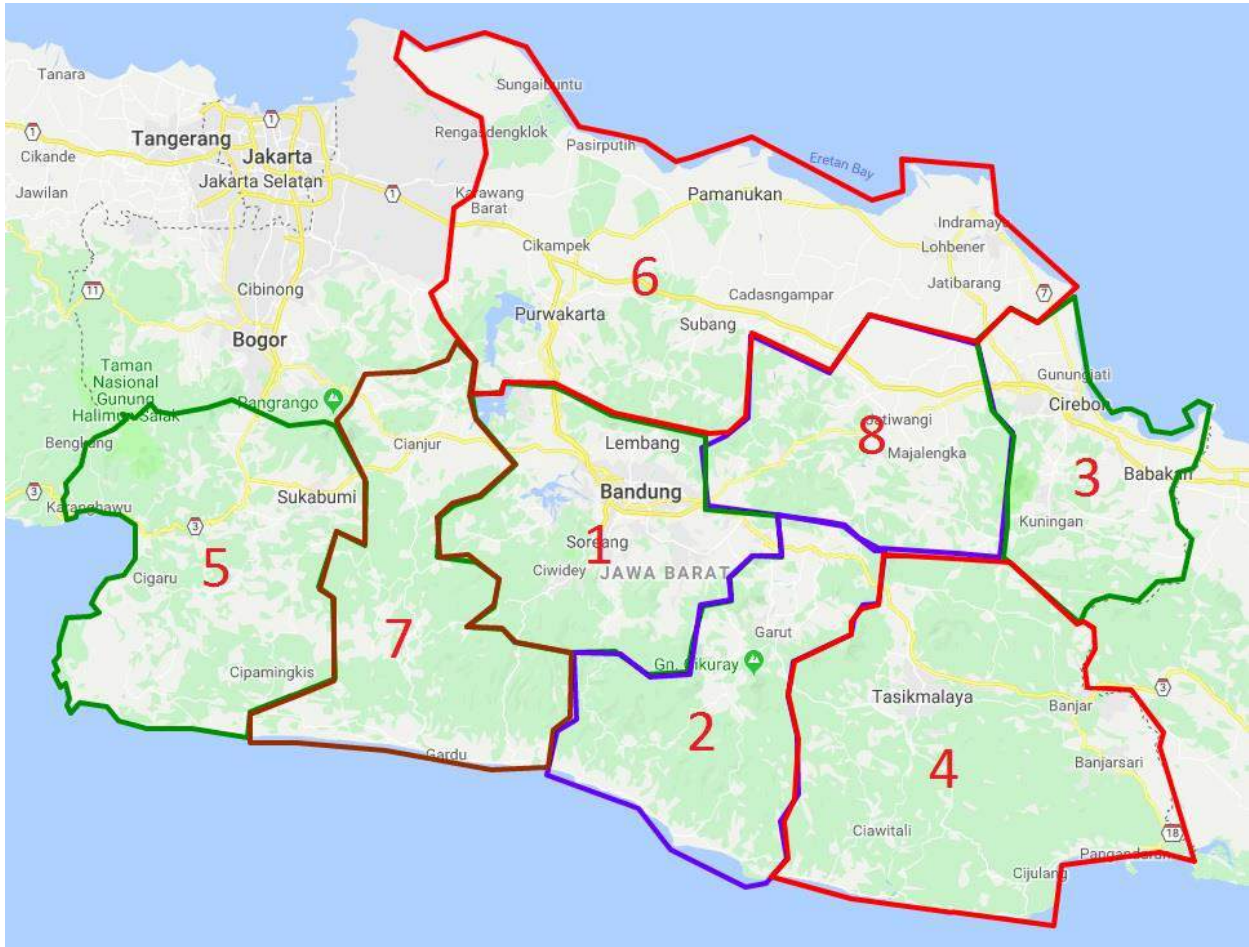 Tanara
Sungaibuntu
1
Tangerang
Rengasdengklok
1
Cikande
Jakarta
Pasirputih
Eretan Bay
Jawilan
Jakarta Selatan
1
Karawang
Barat
Pamanukan
Indramayu
Cikampek
Lohbener
11
Cibinong
6
Jatibarang
7
Cadasngampar
Purwakarta
Subang
Bogor
Taman
Nasional
Gunung
Halimun Salak
Gunungjati
Pangrango
Cirebon
Jatiwangi
8
Bengkung
Cianjur
Lembang
Majalengka
Babakan
3
3
Sukabumi
Bandung
Karanghawu
3
Kuningan
1
Soreang
5
Cigaru
Ciwidey
JAWA BARAT
7
Garut
Cipamingkis
Gn. Cikuray
3
Tasikmalaya
Banjar
2
Gardu
4
Banjarsari
Ciawitali
18
Pangandaran
Cijulang